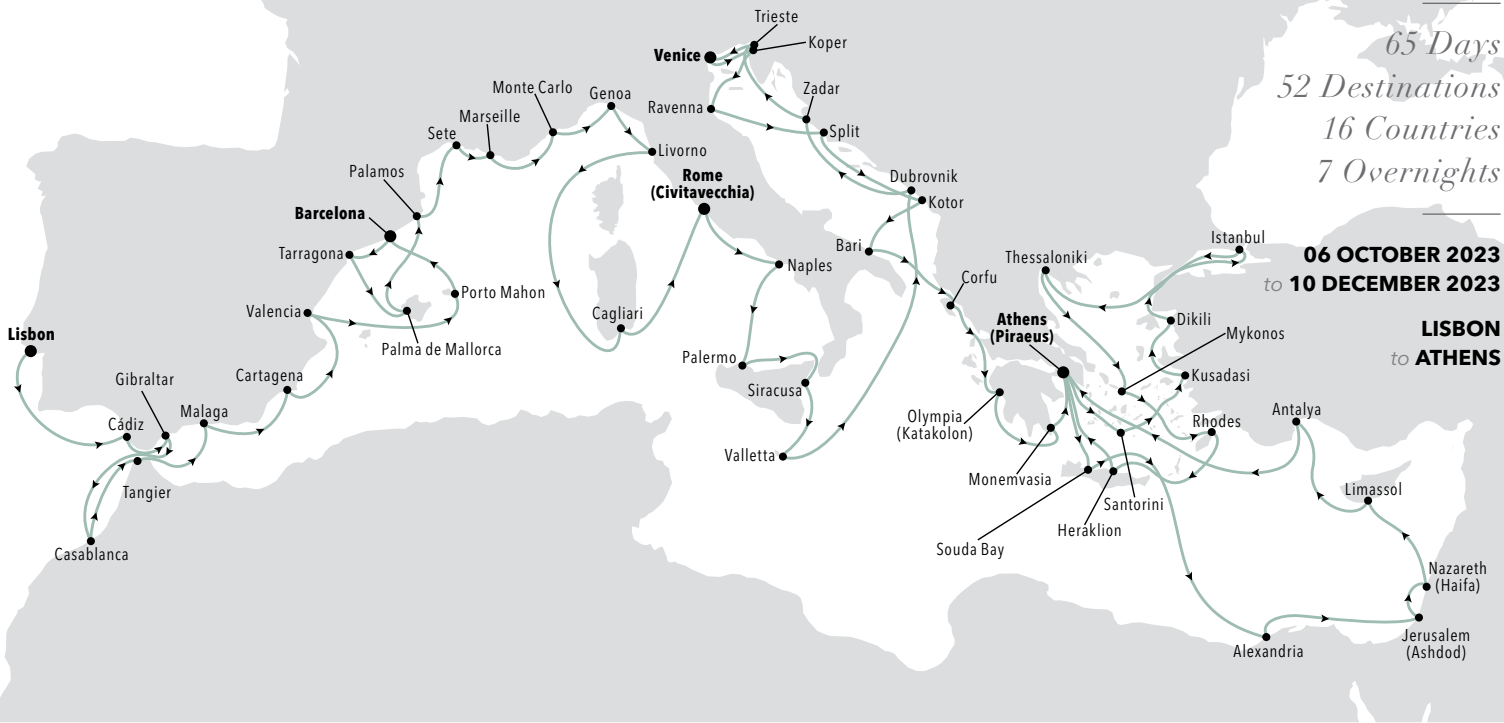 65 Days
52 Destinations
16 Countries
7 Overnights
06 OCTOBER 2023
to 10 DECEMBER 2023
LISBON
to ATHENS
Trieste
Koper
Venice
Zadar
Ravenna
Split
Monte Carlo
Genoa
Marseille
Sete
Livorno
Palamos
Rome
(Civitavecchia)
Dubrovnik
Kotor
Barcelona
Tarragona
Bari
Naples
Istanbul
Thessaloniki
Corfu
Porto Mahon
Valencia
Cagliari
Athens
(Piraeus)
Dikili
Mykonos
Lisbon
Palma de Mallorca
Palermo
Siracusa
Kusadasi
Gibraltar
Cartagena
Malaga
Cádiz
Olympia
(Katakolon)
Rhodes
Antalya
Valletta
Monemvasia
Tangier
Limassol
Santorini
Heraklion
Souda Bay
Casablanca
Nazareth
(Haifa)
Jerusalem
(Ashdod)
Alexandria